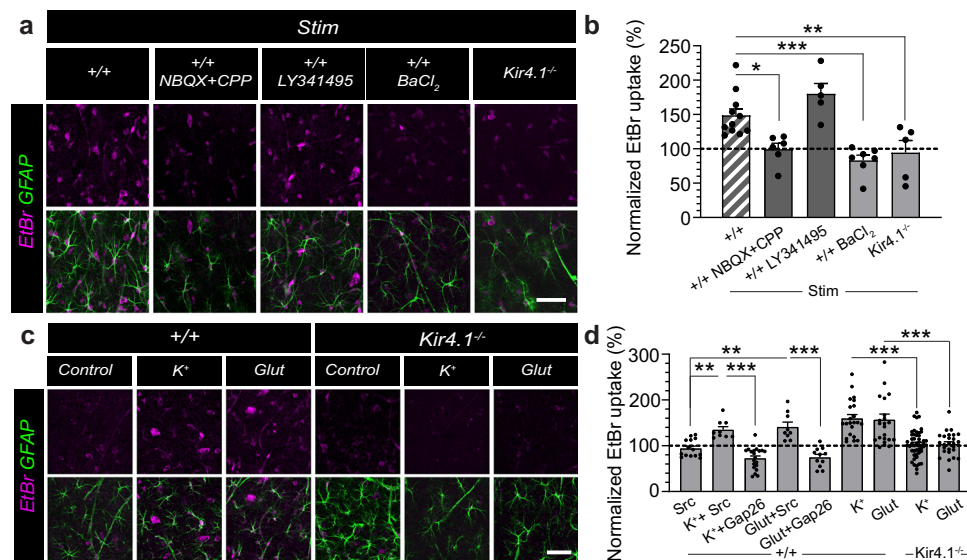 a
Stim
+/+
+/+
NBQX+CPP
+/+
LY341495
+/+
BaCl₂
Kir4.1⁻/⁻
EtBr GFAP
b
Normalized EtBr uptake (%)
250
200
150
100
50
0
**
***
*
+/+
+/+ NBQX+CPP
+/+ LY341495
+/+ BaCl₂
Kir4.1⁻/⁻
Stim
c
+/+
Kir4.1⁻/⁻
Control
K⁺
Glut
Control
K⁺
Glut
EtBr GFAP
d
Normalized EtBr uptake (%)
300
200
100
0
**
***
***
***
** ***
Src
K⁺+ Src
K⁺+Gap26
Glut+Src
Glut+Gap26
K⁺
Glut
K⁺
Glut
+/+
Kir4.1⁻/⁻